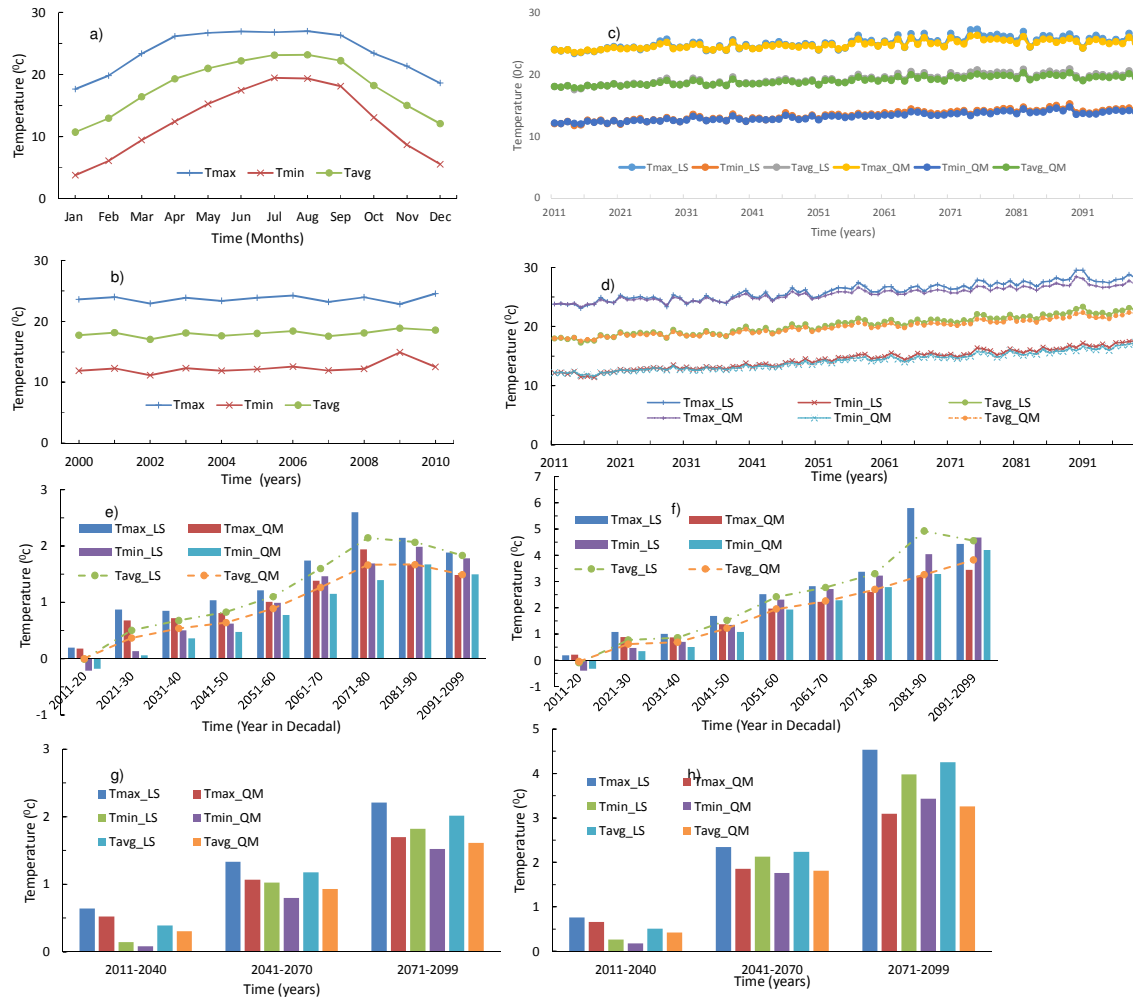 a)
Temperature (⁰c)
30
20
10
0
Tmax Tmin Tavg
Jan Feb Mar Apr May Jun Jul Aug Sep Oct Nov Dec
Time (Months)
c)
Temperature (0c)
30
20
10
0
Tmax_LS Tmin_LS Tavg_LS Tmax_QM Tmin_QM Tavg_QM
2011 2021 2031 2041 2051 2061 2071 2081 2091
Time (years)
b)
Temperature (⁰c)
30
20
10
0
Tmax Tmin Tavg
2000 2002 2004 2006 2008 2010
Time (years)
d)
Temperature (⁰c)
30
20
10
0
Tmax_LS Tmin_LS Tavg_LS
Tmax_QM Tmin_QM Tavg_QM
2011 2021 2031 2041 2051 2061 2071 2081 2091
Time (years)
e)
Temperature (⁰c)
3
2
1
0
-1
Tmax_LS Tmax_QM
Tmin_LS Tmin_QM
Tavg_LS Tavg_QM
2011-20 2021-30 2031-40 2041-50 2051-60 2061-70 2071-80 2081-90 2091-2099
Time (Year in Decadal)
f)
Temperature (⁰c)
7
6
5
4
3
2
1
0
-1
Tmax_LS Tmax_QM
Tmin_LS Tmin_QM
Tavg_LS Tavg_QM
2011-20 2021-30 2031-40 2041-50 2051-60 2061-70 2071-80 2081-90 2091-2099
Time (Year in Decadal)
g)
Temperature (⁰c)
3
2
1
0
Tmax_LS Tmax_QM
Tmin_LS Tmin_QM
Tavg_LS Tavg_QM
2011-2040 2041-2070 2071-2099
Time (years)
h)
Temperature (⁰c)
5
4
3
2
1
0
Tmax_LS Tmax_QM
Tmin_LS Tmin_QM
Tavg_LS Tavg_QM
2011-2040 2041-2070 2071-2099
Time (years)